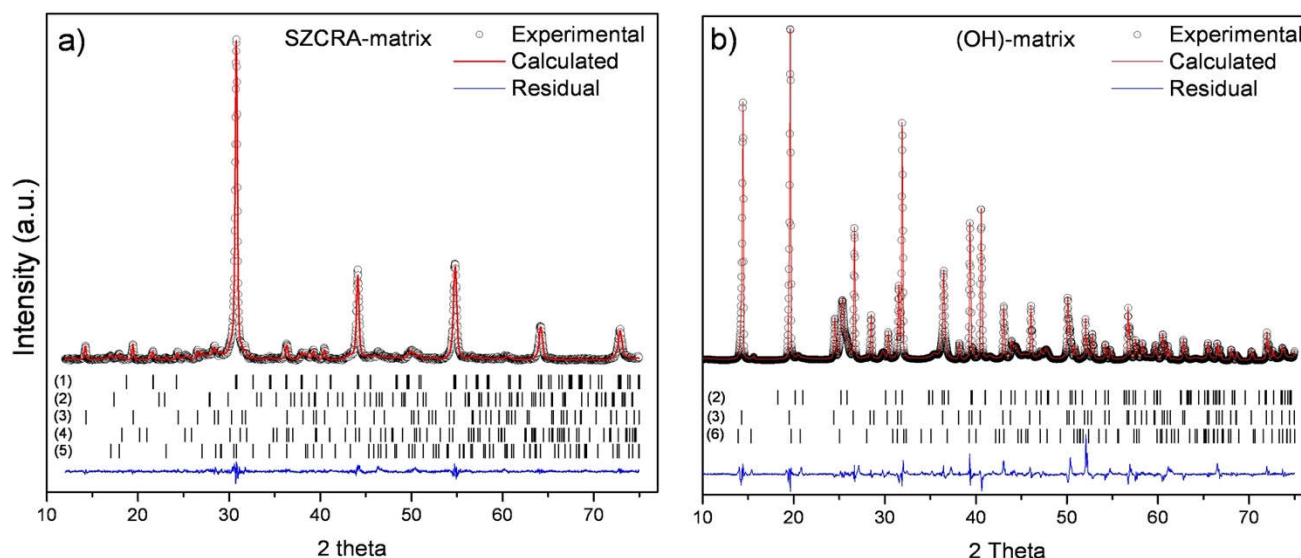 a)
SZCRA-matrix
Experimental
Calculated
Residual
Intensity (a.u.)
(1)
(2)
(3)
(4)
(5)
10 20 30 40 50 60 70
2 theta
b)
(OH)-matrix
Experimental
Calculated
Residual
(2)
(3)
(6)
10 20 30 40 50 60 70
2 Theta